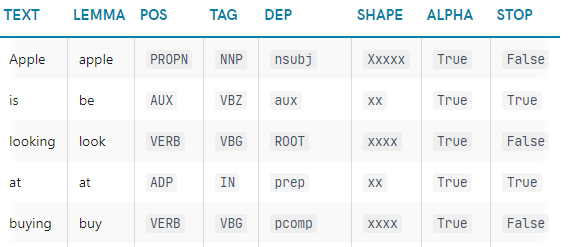 TEXT LEMMA POS TAG DEP SHAPE ALPHA STOP
Apple apple PROPN NNP nsubj Xxxxx True False
is be AUX VBZ aux xx True True
looking look VERB VBG ROOT xxxx True False
at at ADP IN prep xx True True
buying buy VERB VBG pcomp xxxx True False